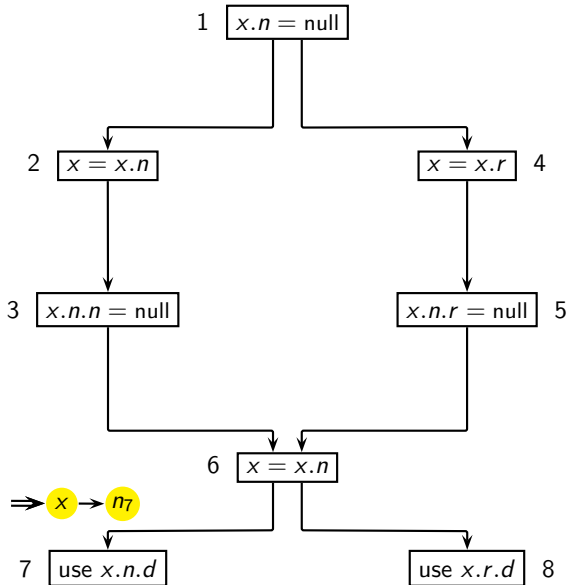 1 x.n = null
2 x = x.n
x = x.r 4
3 x.n.n = null
x.n.r = null 5
6 x = x.n
x n₇
7 use x.n.d
use x.r.d 8